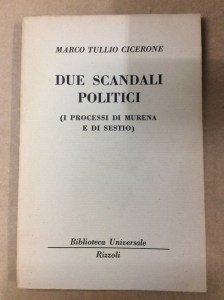 MARCO TULLIO CICERONE
DUE SCANDALI
POLITICI
(I PROCESSI DI MURENA
E DI SESTIO)
Biblioteca Universale
Rizzoli